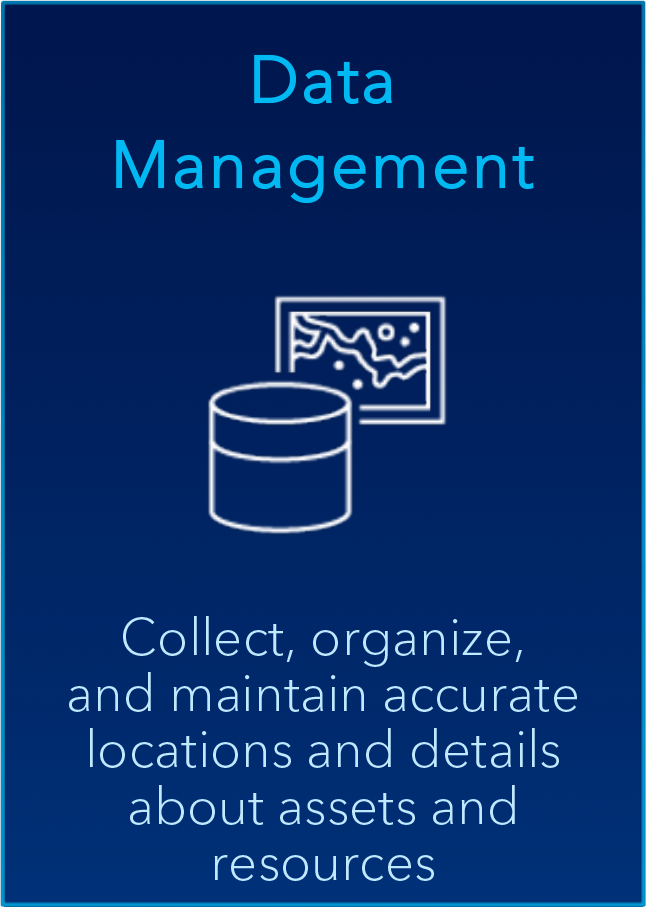 Data
Management
Collect, organize,
and maintain accurate
locations and details
about assets and
resources